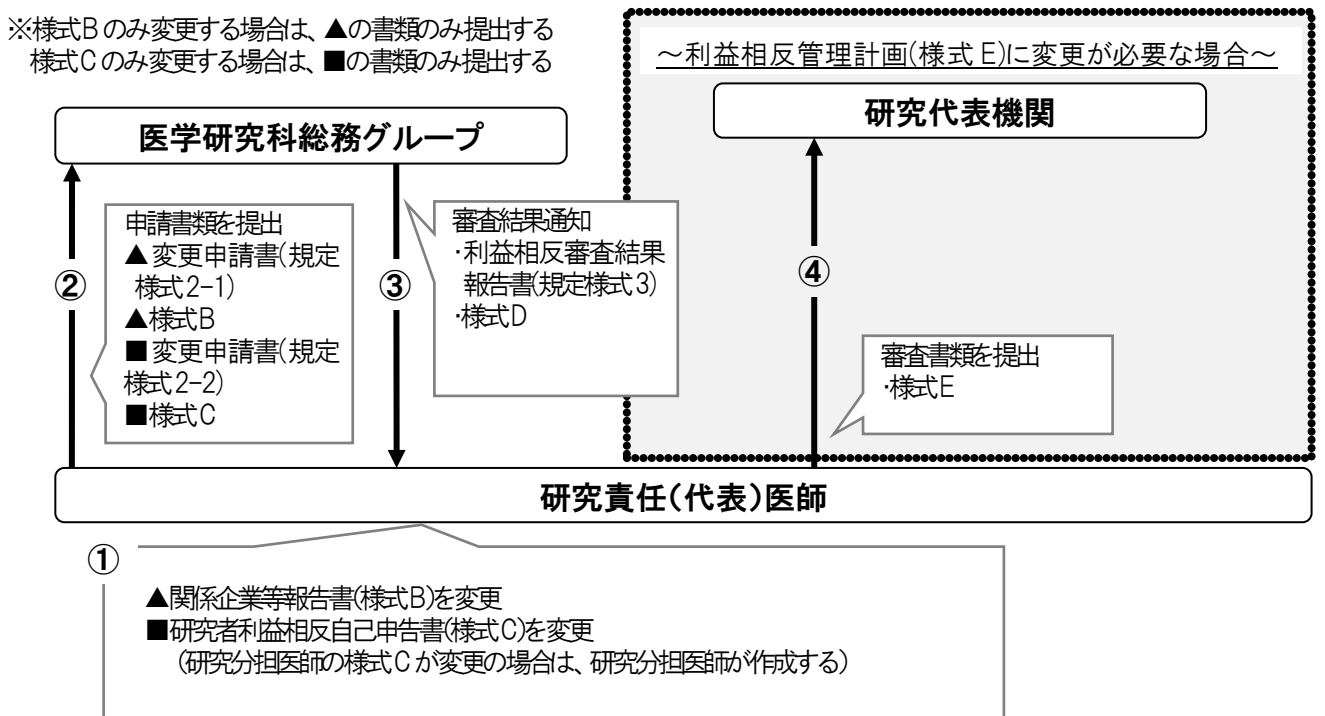 ※様式Bのみ変更する場合は、▲の書類のみ提出する
様式Cのみ変更する場合は、■の書類のみ提出する
～利益相反管理計画(様式E)に変更が必要な場合～
研究代表機関
医学研究科総務グループ
②
申請書類を提出
▲変更申請書(規定
様式2-1)
▲様式B
■変更申請書(規定
様式2-2)
■様式C
③
審査結果通知
・利益相反審査結果
報告書(規定様式3)
・様式D
④
審査書類を提出
・様式E
研究責任(代表)医師
①
▲関係企業等報告書(様式B)を変更
■研究者利益相反自己申告書(様式C)を変更
(研究分担医師の様式Cが変更の場合は、研究分担医師が作成する)